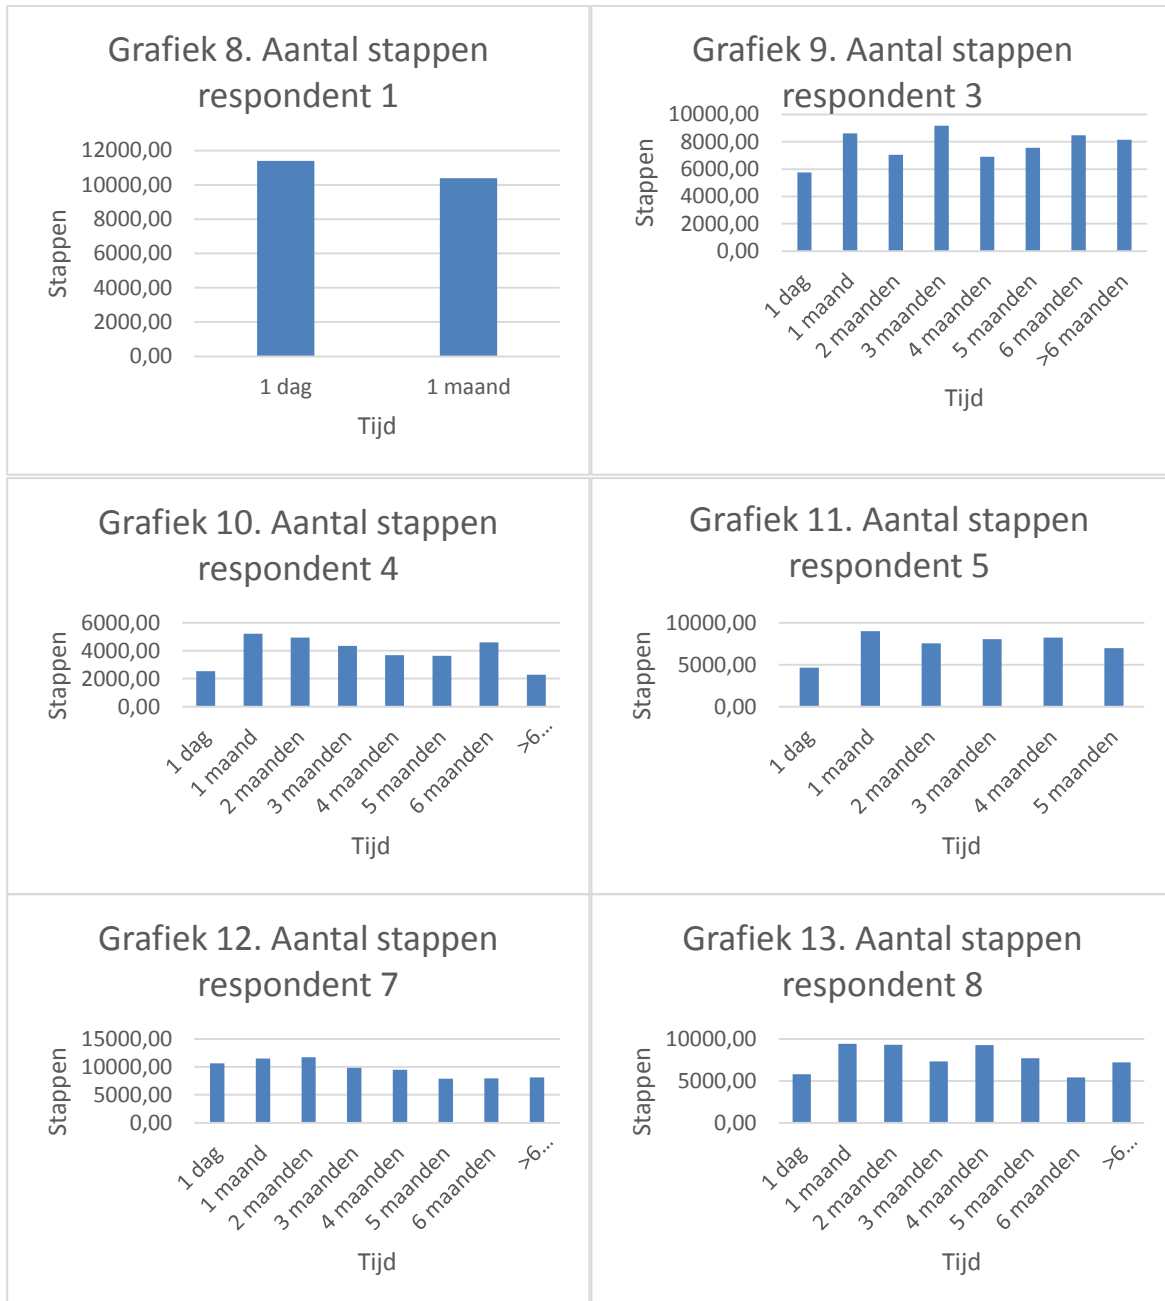 Grafiek 8. Aantal stappen
respondent 1
12000,00
10000,00
8000,00
6000,00
4000,00
2000,00
0,00
Stappen
1 dag
1 maand
Tijd
Grafiek 9. Aantal stappen
respondent 3
10000,00
8000,00
6000,00
4000,00
2000,00
0,00
Stappen
1 dag
1 maand
2 maanden
3 maanden
4 maanden
5 maanden
6 maanden
>6 maanden
Tijd
Grafiek 10. Aantal stappen
respondent 4
6000,00
4000,00
2000,00
0,00
Stappen
1 dag
1 maand
2 maanden
3 maanden
4 maanden
5 maanden
6 maanden
>6...
Tijd
Grafiek 11. Aantal stappen
respondent 5
10000,00
5000,00
0,00
Stappen
1 dag
1 maand
2 maanden
3 maanden
4 maanden
5 maanden
Tijd
Grafiek 12. Aantal stappen
respondent 7
15000,00
10000,00
5000,00
0,00
Stappen
1 dag
1 maand
2 maanden
3 maanden
4 maanden
5 maanden
6 maanden
>6...
Tijd
Grafiek 13. Aantal stappen
respondent 8
10000,00
5000,00
0,00
Stappen
1 dag
1 maand
2 maanden
3 maanden
4 maanden
5 maanden
6 maanden
>6...
Tijd